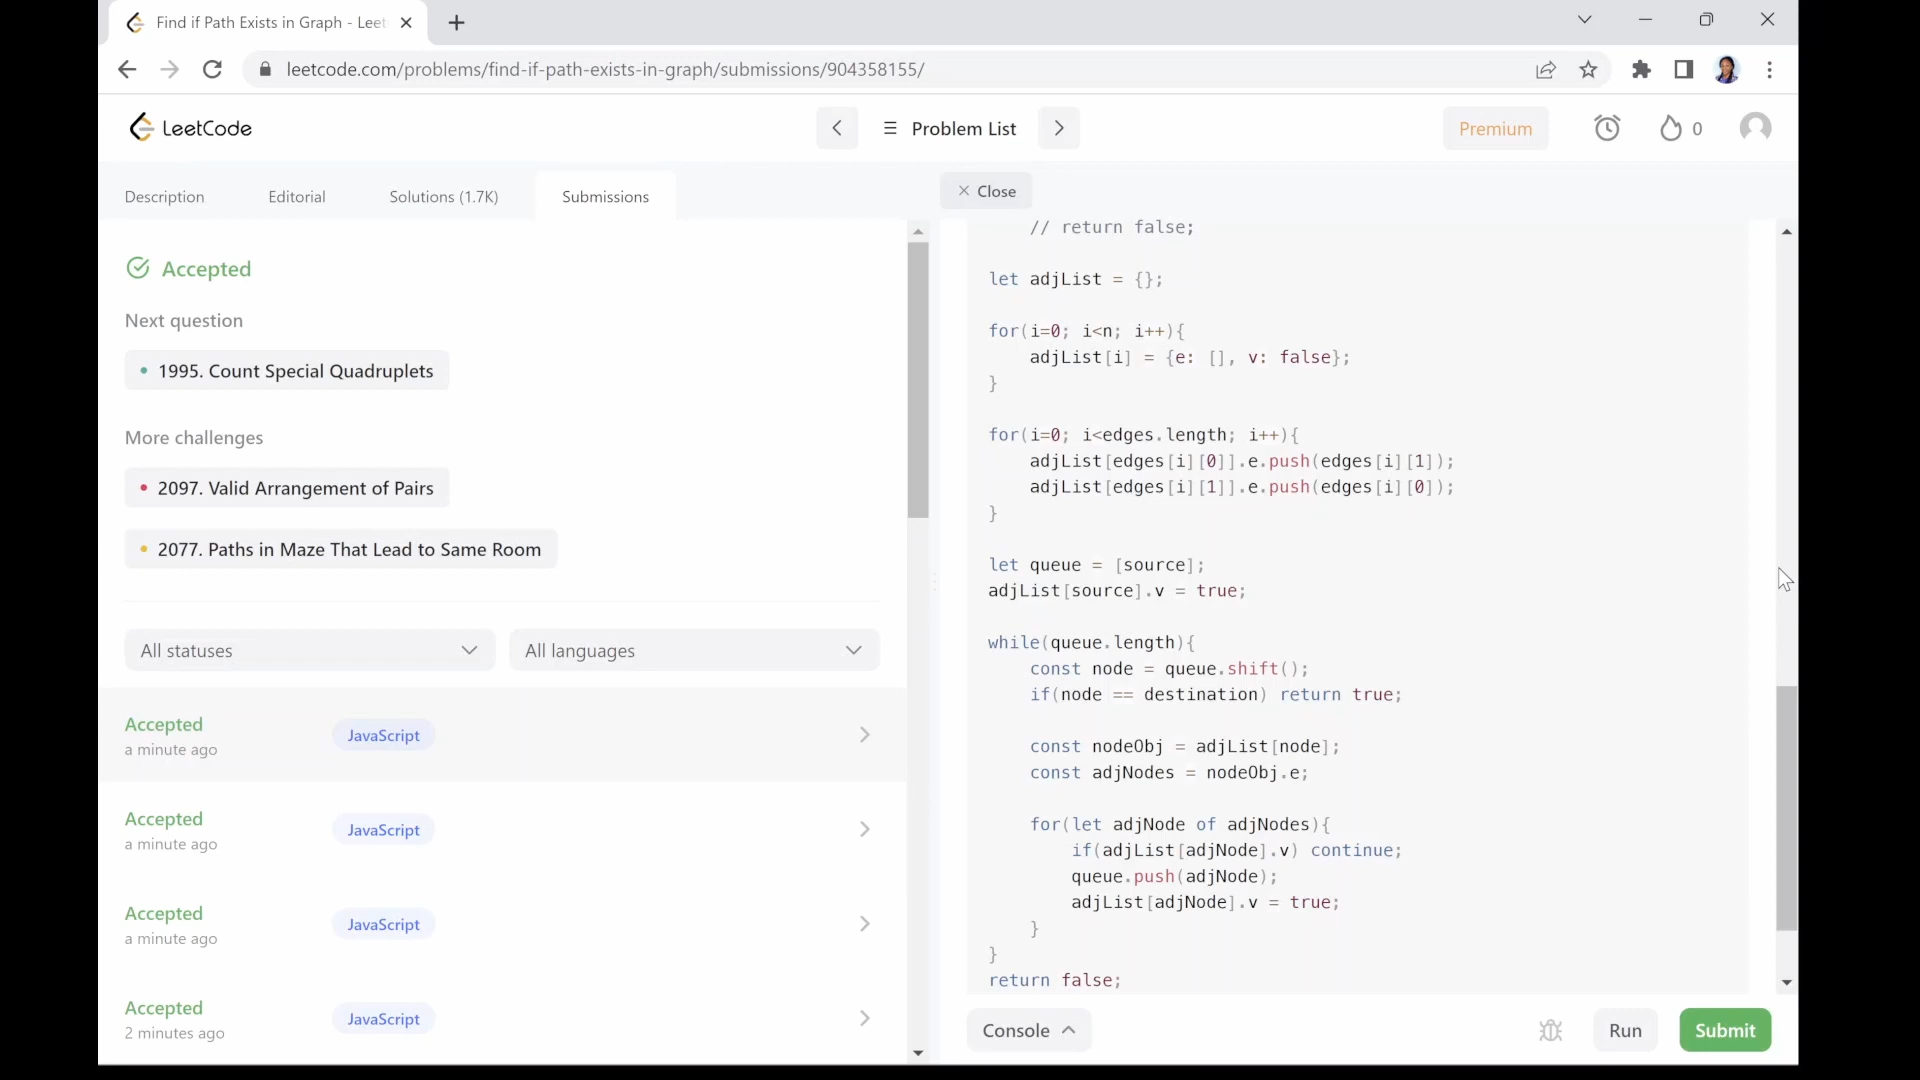 Find if Path Exists in Graph - Leet
leetcode.com/problems/find-if-path-exists-in-graph/submissions/904358155/
LeetCode
Problem List
Premium
0
Description
Editorial
Solutions (1.7K)
Submissions
Close
Accepted
Next question
1995. Count Special Quadruplets
More challenges
2097. Valid Arrangement of Pairs
2077. Paths in Maze That Lead to Same Room
All statuses
All languages
Accepted
a minute ago
JavaScript
Accepted
a minute ago
JavaScript
Accepted
a minute ago
JavaScript
Accepted
2 minutes ago
JavaScript
// return false;
let adjList = {};
for(i=0; i<n; i++){
adjList[i] = {e: [], v: false};
}
for(i=0; i<edges.length; i++){
adjList[edges[i][0]].e.push(edges[i][1]);
adjList[edges[i][1]].e.push(edges[i][0]);
}
let queue = [source];
adjList[source].v = true;
while(queue.length){
const node = queue.shift();
if(node == destination) return true;
const nodeObj = adjList[node];
const adjNodes = nodeObj.e;
for(let adjNode of adjNodes){
if(adjList[adjNode].v) continue;
queue.push(adjNode);
adjList[adjNode].v = true;
}
}
return false;
Console
Run
Submit